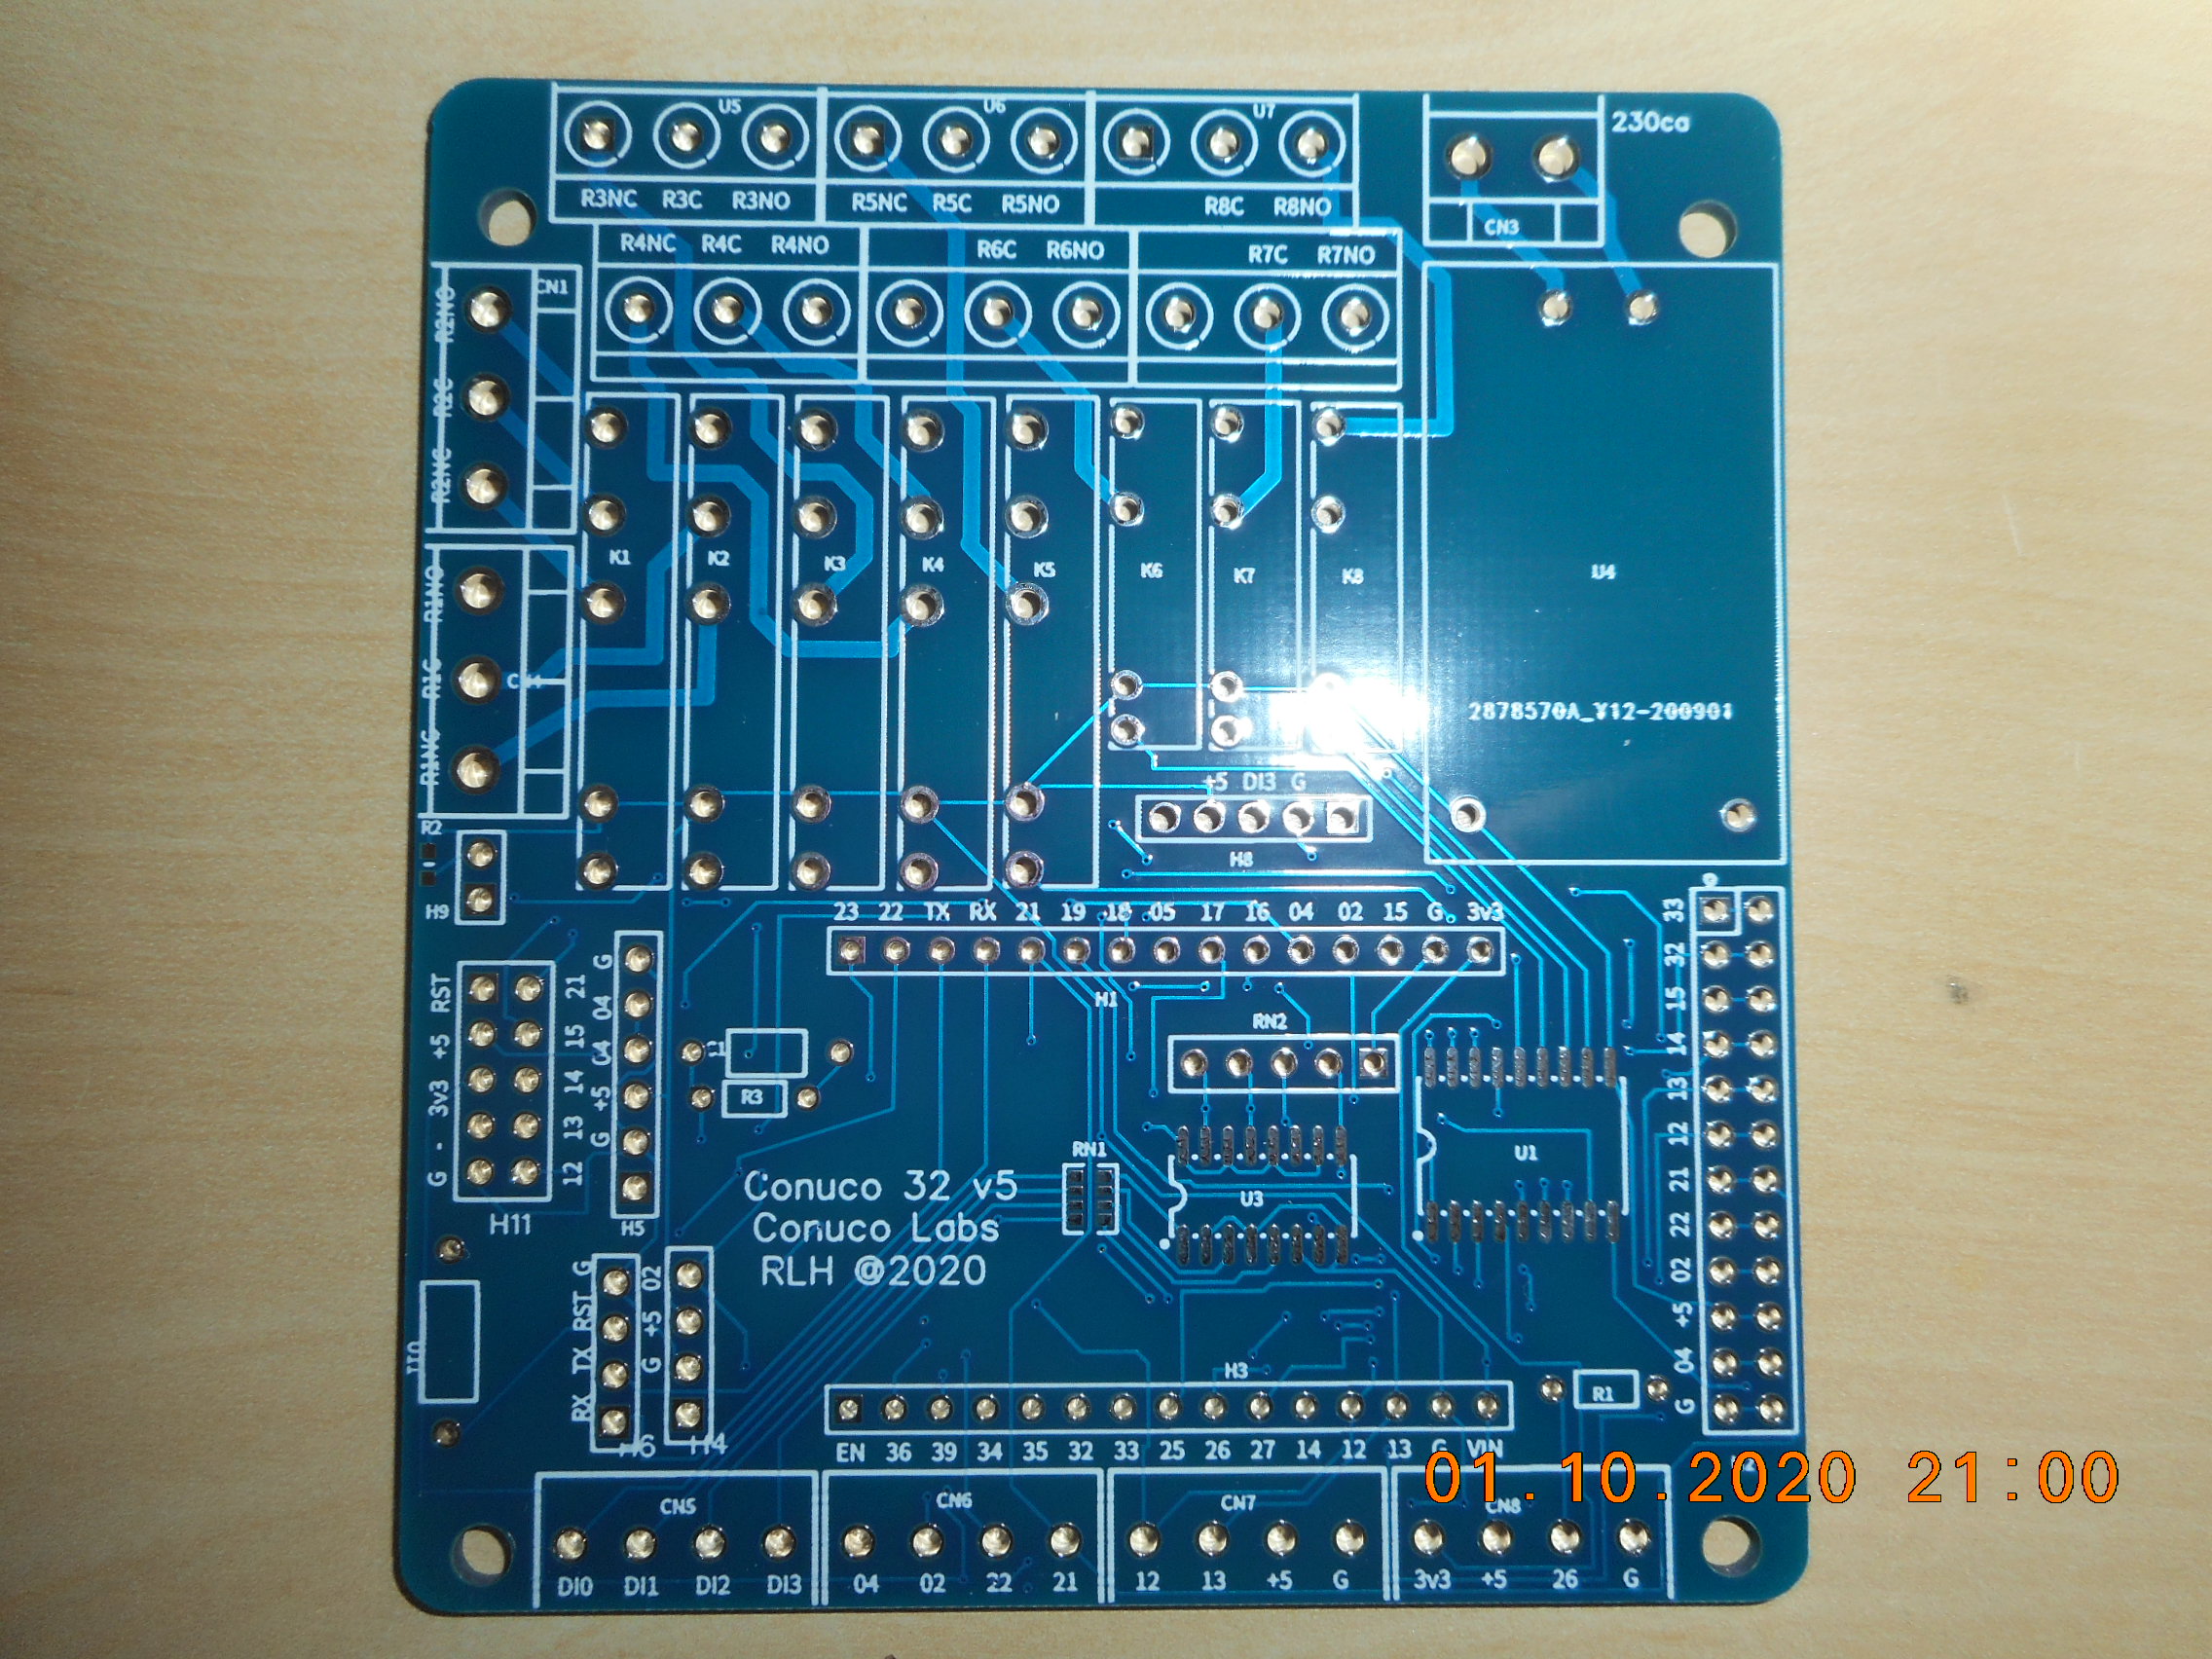 U5 U6 U7 230ca
R3NC R3C R3NO R5NC R5C R5NO R8C R8NO CN3
R4NC R4C R4NO R6C R6NO R7C R7NO
CN1
R2NO
R2C
R2NC
K1 K2 K3 K4 K5 K6 K7 K8 U4
R1NO
R1C
R1NC
2878570A_Y12-200901
+5 DI3 G
H8
R2
H9
23 22 TX RX 21 19 18 05 17 16 04 02 15 G 3v3
H1
RST +5 3v3 - G
21 15 14 13 12
H11
G 04 04 +5 G
H5
R3
RN2
RN1
U3
U1
33
32
15
14
13
12
21
22
02
+5
04
G
Conuco 32 v5
Conuco Labs
RLH @2020
G RST TX RX
H6
02 +5 G
H4
H3
R1
EN 36 39 34 35 32 33 25 26 27 14 12 13 G VIN
01.10.2020 21:00
CN5 CN6 CN7 CN8
DI0 DI1 DI2 DI3 04 02 22 21 12 13 +5 G 3v3 +5 26 G